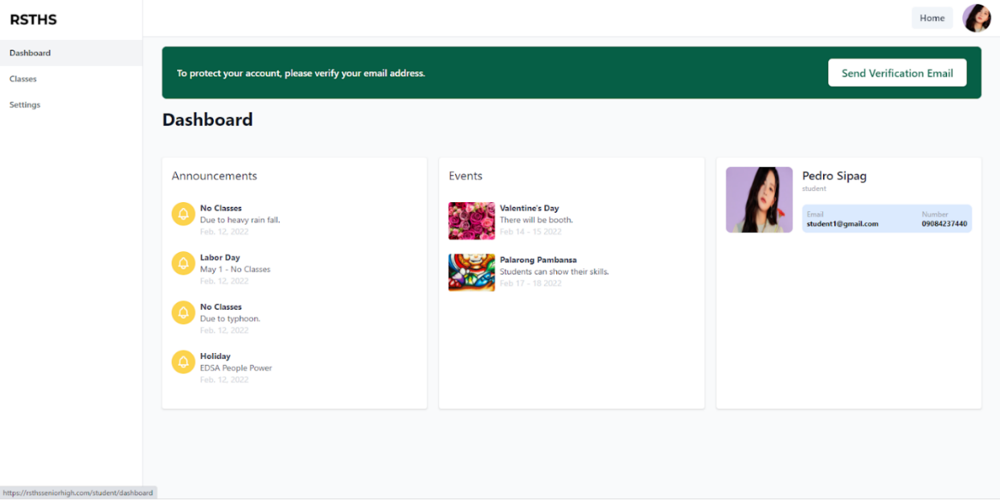 RSTHS
Home
Dashboard
Classes
Settings
To protect your account, please verify your email address.
Send Verification Email
Dashboard
Announcements
No Classes
Due to heavy rain fall.
Feb. 12, 2022
Labor Day
May 1 - No Classes
Feb. 12, 2022
No Classes
Due to typhoon.
Feb. 12, 2022
Holiday
EDSA People Power
Feb. 12, 2022
Events
Valentine's Day
There will be booth.
Feb 14 - 15 2022
Palarong Pambansa
Students can show their skills.
Feb 17 - 18 2022
Pedro Sipag
student
Email Number
student1@gmail.com 09084237440
https://rsthsseniorhigh.com/student/dashboard